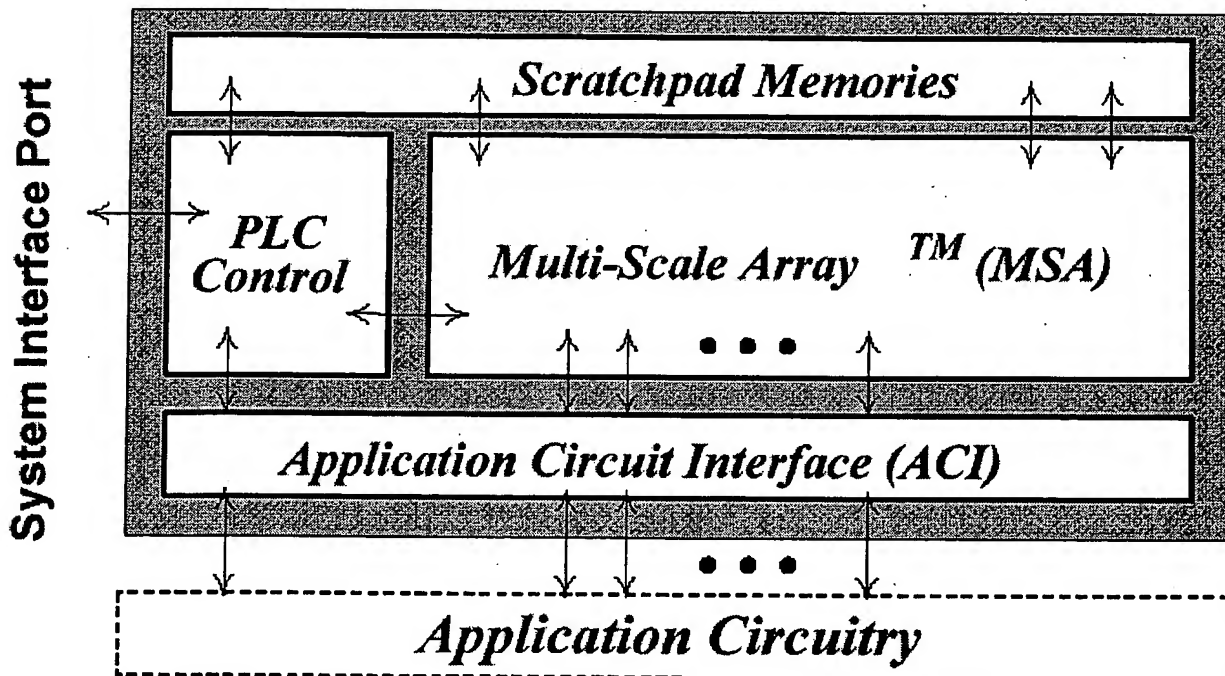 System Interface Port
Scratchpad Memories
PLC
Control
Multi-Scale Array TM (MSA)
Application Circuit Interface (ACI)
Application Circuitry